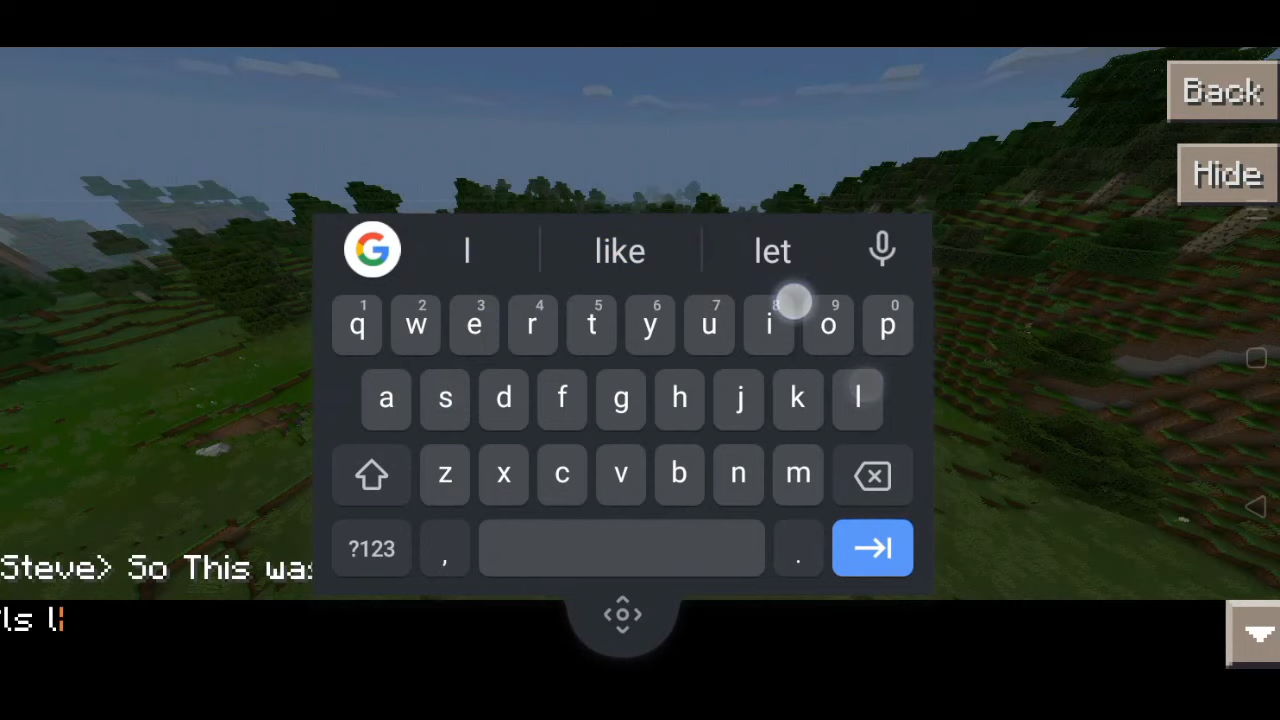 Back
Hide
l like let
1 2 3 4 5 6 7 8 9 0
q w e r t y u i o p
a s d f g h j k l
z x c v b n m
?123 , .
Steve> So This was
ls l